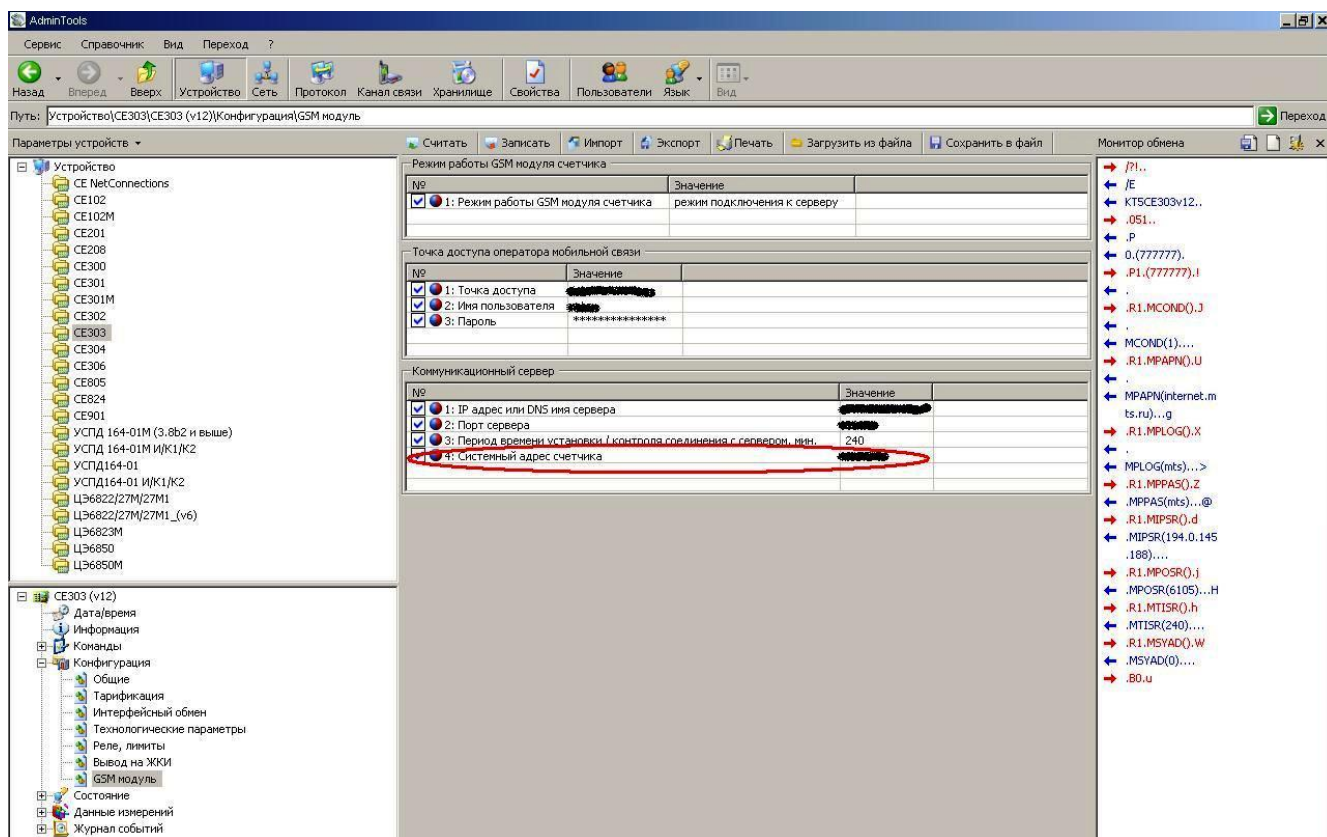 AdminTools
Сервис Справочник Вид Переход ?
Назад Вперед Вверх Устройство Сеть Протокол Канал связи Хранилище Свойства Пользователи Язык Вид
Путь: Устройство\CE303\CE303 (v12)\Конфигурация\GSM модуль Переход
Параметры устройств
Считать Записать Импорт Экспорт Печать Загрузить из файла Сохранить в файл
Монитор обмена
Устройство
CE NetConnections
CE102
CE102M
CE201
CE208
CE300
CE301
CE301M
CE302
CE303
CE304
CE306
CE805
CE824
CE901
УСПД 164-01М (3.8b2 и выше)
УСПД 164-01М И/К1/К2
УСПД164-01
УСПД164-01 И/К1/К2
ЦЭ6822/27М/27М1
ЦЭ6822/27М/27М1_(v6)
ЦЭ6823М
ЦЭ6850
ЦЭ6850М
CE303 (v12)
Дата/время
Информация
Команды
Конфигурация
Общие
Тарификация
Интерфейсный обмен
Технологические параметры
Реле, лимиты
Вывод на ЖКИ
GSM модуль
Состояние
Данные измерений
Журнал событий
Режим работы GSM модуля счетчика
№ Значение
1: Режим работы GSM модуля счетчика режим подключения к серверу
Точка доступа оператора мобильной связи
№ Значение
1: Точка доступа
2: Имя пользователя
3: Пароль ***************
Коммуникационный сервер
№ Значение
1: IP адрес или DNS имя сервера
2: Порт сервера
3: Период времени установки / контроля соединения с сервером, мин. 240
4: Системный адрес счетчика
/?!..
/E
KT5CE303v12..
.051..
.P
0.(777777).
.P1.(777777).!
.
.R1.MCOND().J
.
MCOND(1)....
.R1.MPAPN().U
.
MPAPN(internet.m
ts.ru)...g
.R1.MPLOG().X
.
MPLOG(mts)...>
.R1.MPPAS().Z
.MPPAS(mts)...@
.R1.MIPSR().d
.MIPSR(194.0.145
.188)....
.R1.MPOSR().j
.MPOSR(6105)...H
.R1.MTISR().h
.MTISR(240)....
.R1.MSYAD().W
.MSYAD(0)....
.B0.u